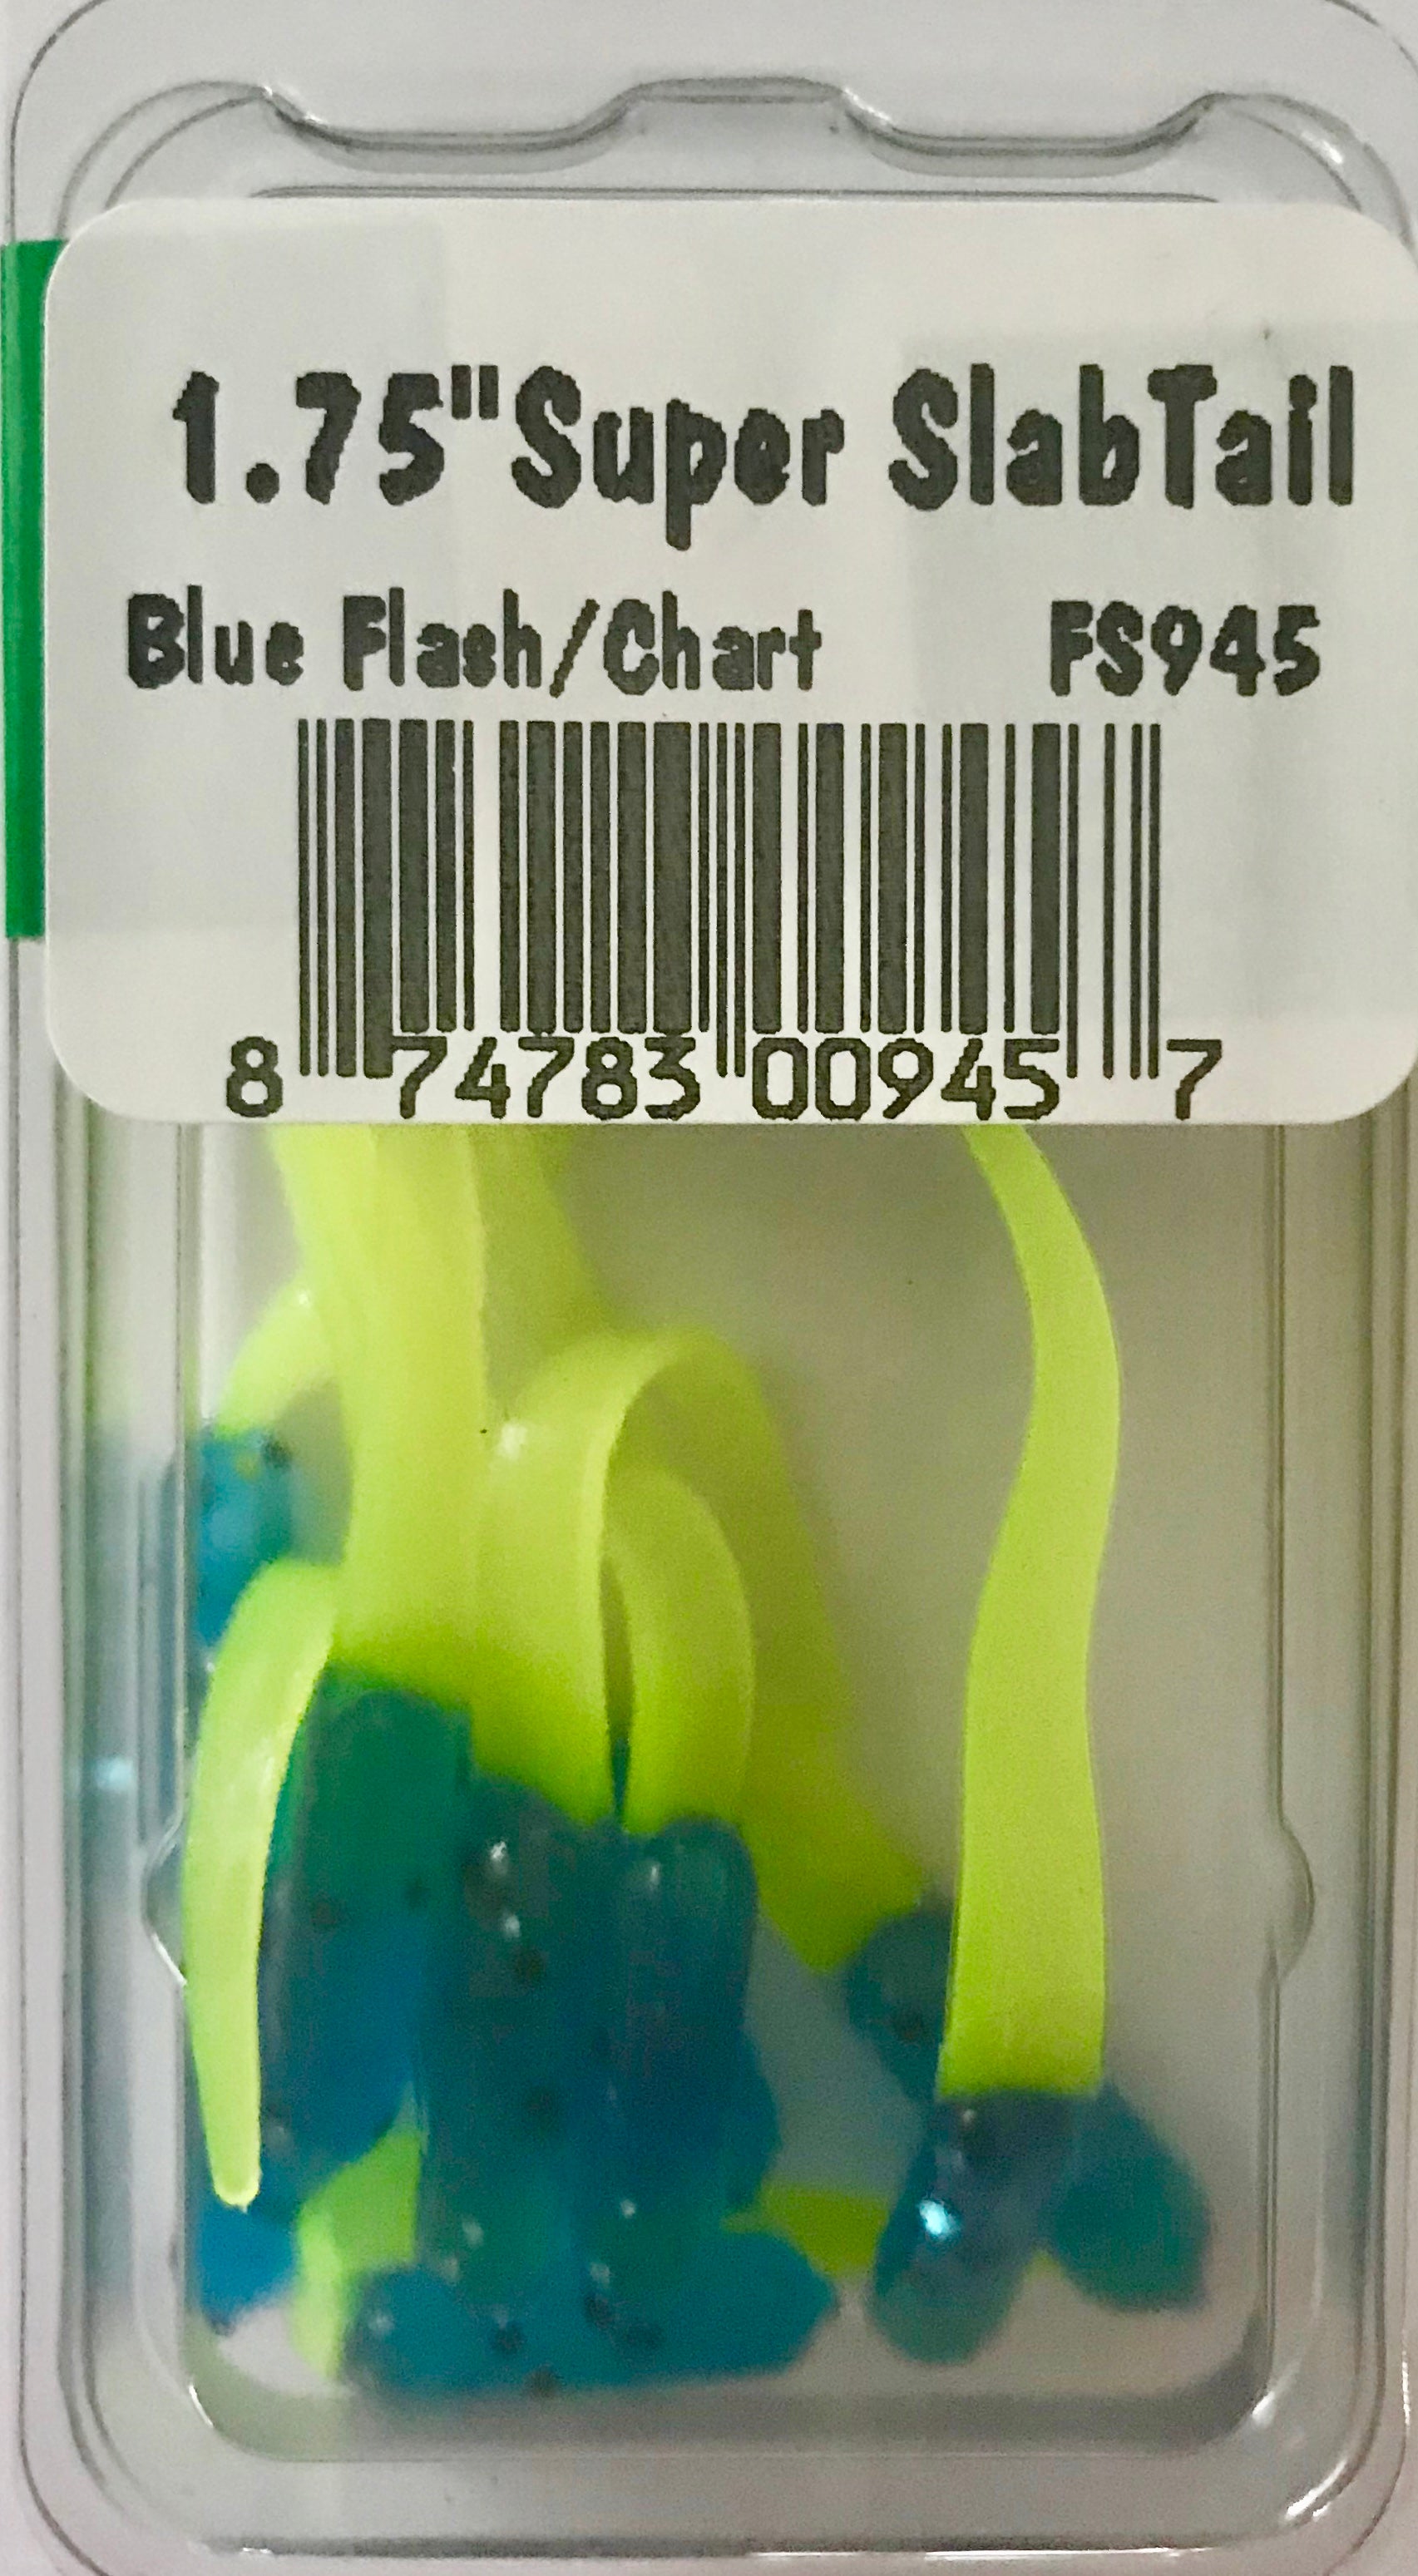 1.75"Super SlabTail
Blue Flash/Chart FS945
8 74783 00945 7